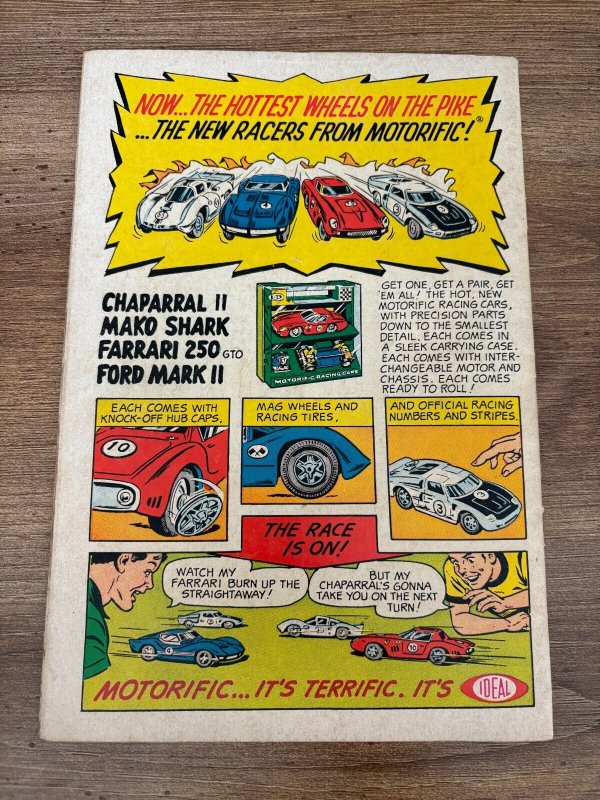 NOW... THE HOTTEST WHEELS ON THE PIKE
...THE NEW RACERS FROM MOTORIFIC!®
CHAPARRAL II
MAKO SHARK
FARRARI 250 GTO
FORD MARK II
MOTORIFIC RACING CARS
GET ONE, GET A PAIR, GET
'EM ALL! THE HOT, NEW
MOTORIFIC RACING CARS,
WITH PRECISION PARTS
DOWN TO THE SMALLEST
DETAIL. EACH COMES IN
A SLEEK CARRYING CASE.
EACH COMES WITH INTER-
CHANGEABLE MOTOR AND
CHASSIS. EACH COMES
READY TO ROLL!
EACH COMES WITH
KNOCK-OFF HUB CAPS,
10
MAG WHEELS AND
RACING TIRES,
AND OFFICIAL RACING
NUMBERS AND STRIPES.
3
3
THE RACE
IS ON!
WATCH MY
FARRARI BURN UP THE
STRAIGHTAWAY!
BUT MY
CHAPARRAL'S GONNA
TAKE YOU ON THE NEXT
TURN!
4
10
MOTORIFIC... IT'S TERRIFIC. IT'S IDEAL